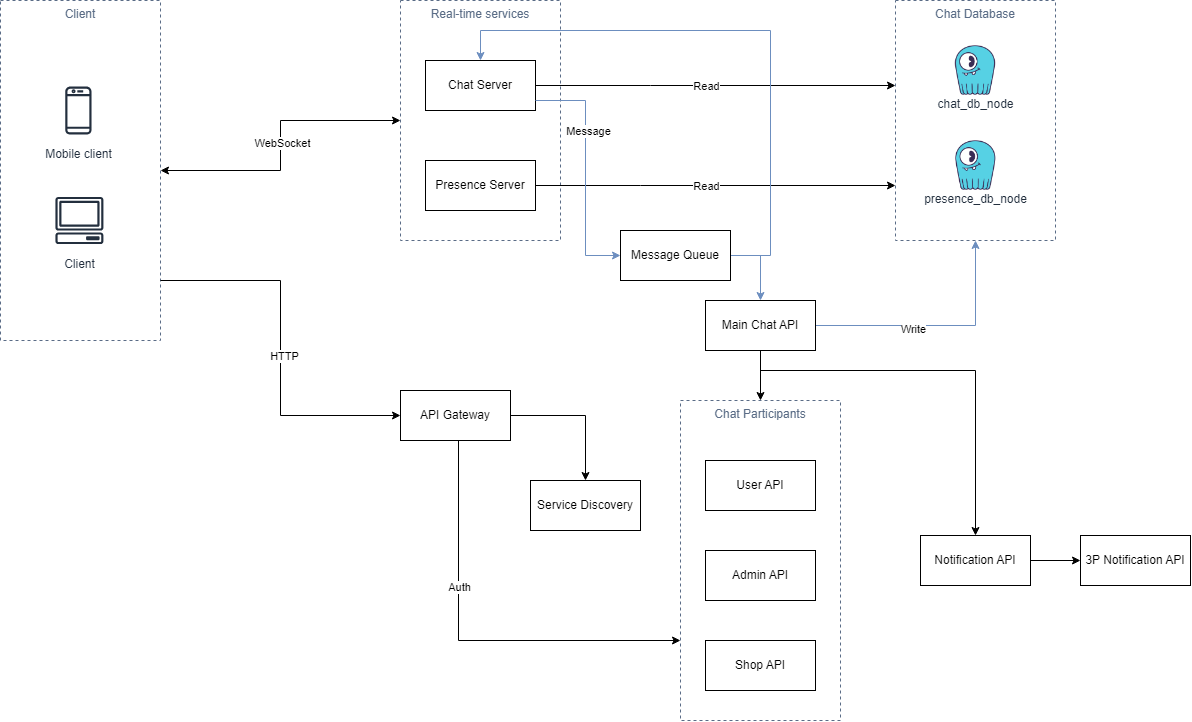 Client
Real-time services
Chat Database
Chat Server
Read
chat_db_node
Mobile client
WebSocket
Message
Presence Server
Read
presence_db_node
Client
Message Queue
Main Chat API
Write
HTTP
API Gateway
Chat Participants
Service Discovery
User API
Auth
Admin API
Notification API
3P Notification API
Shop API